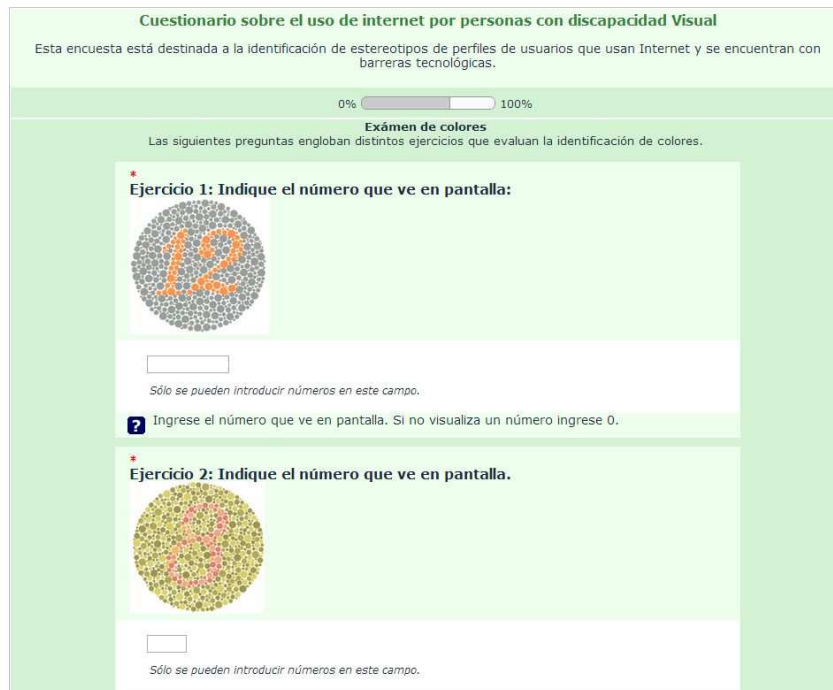 Cuestionario sobre el uso de internet por personas con discapacidad Visual
Esta encuesta está destinada a la identificación de estereotipos de perfiles de usuarios que usan Internet y se encuentran con
barreras tecnológicas.
0% 100%
Exámen de colores
Las siguientes preguntas engloban distintos ejercicios que evaluan la identificación de colores.
*
Ejercicio 1: Indique el número que ve en pantalla:
12
Sólo se pueden introducir números en este campo.
? Ingrese el número que ve en pantalla. Si no visualiza un número ingrese 0.
*
Ejercicio 2: Indique el número que ve en pantalla.
8
Sólo se pueden introducir números en este campo.